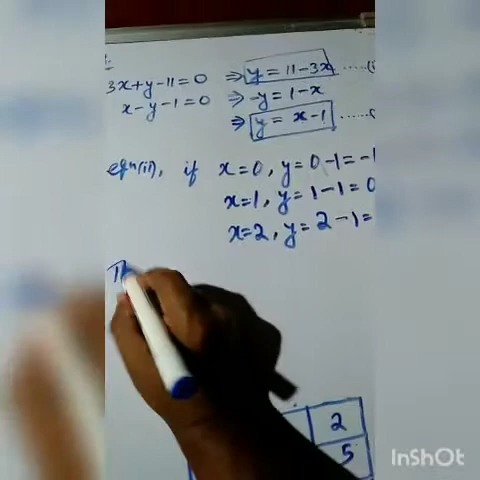 3x+y-11=0 ⇒ y = 11-3x .....(i
x-y-1=0 ⇒ -y = 1-x
⇒ y = x-1 .....
eqn(ii), if x=0, y=0-1=-1
x=1, y=1-1=0
x=2, y=2-1=
2
5
InShOt